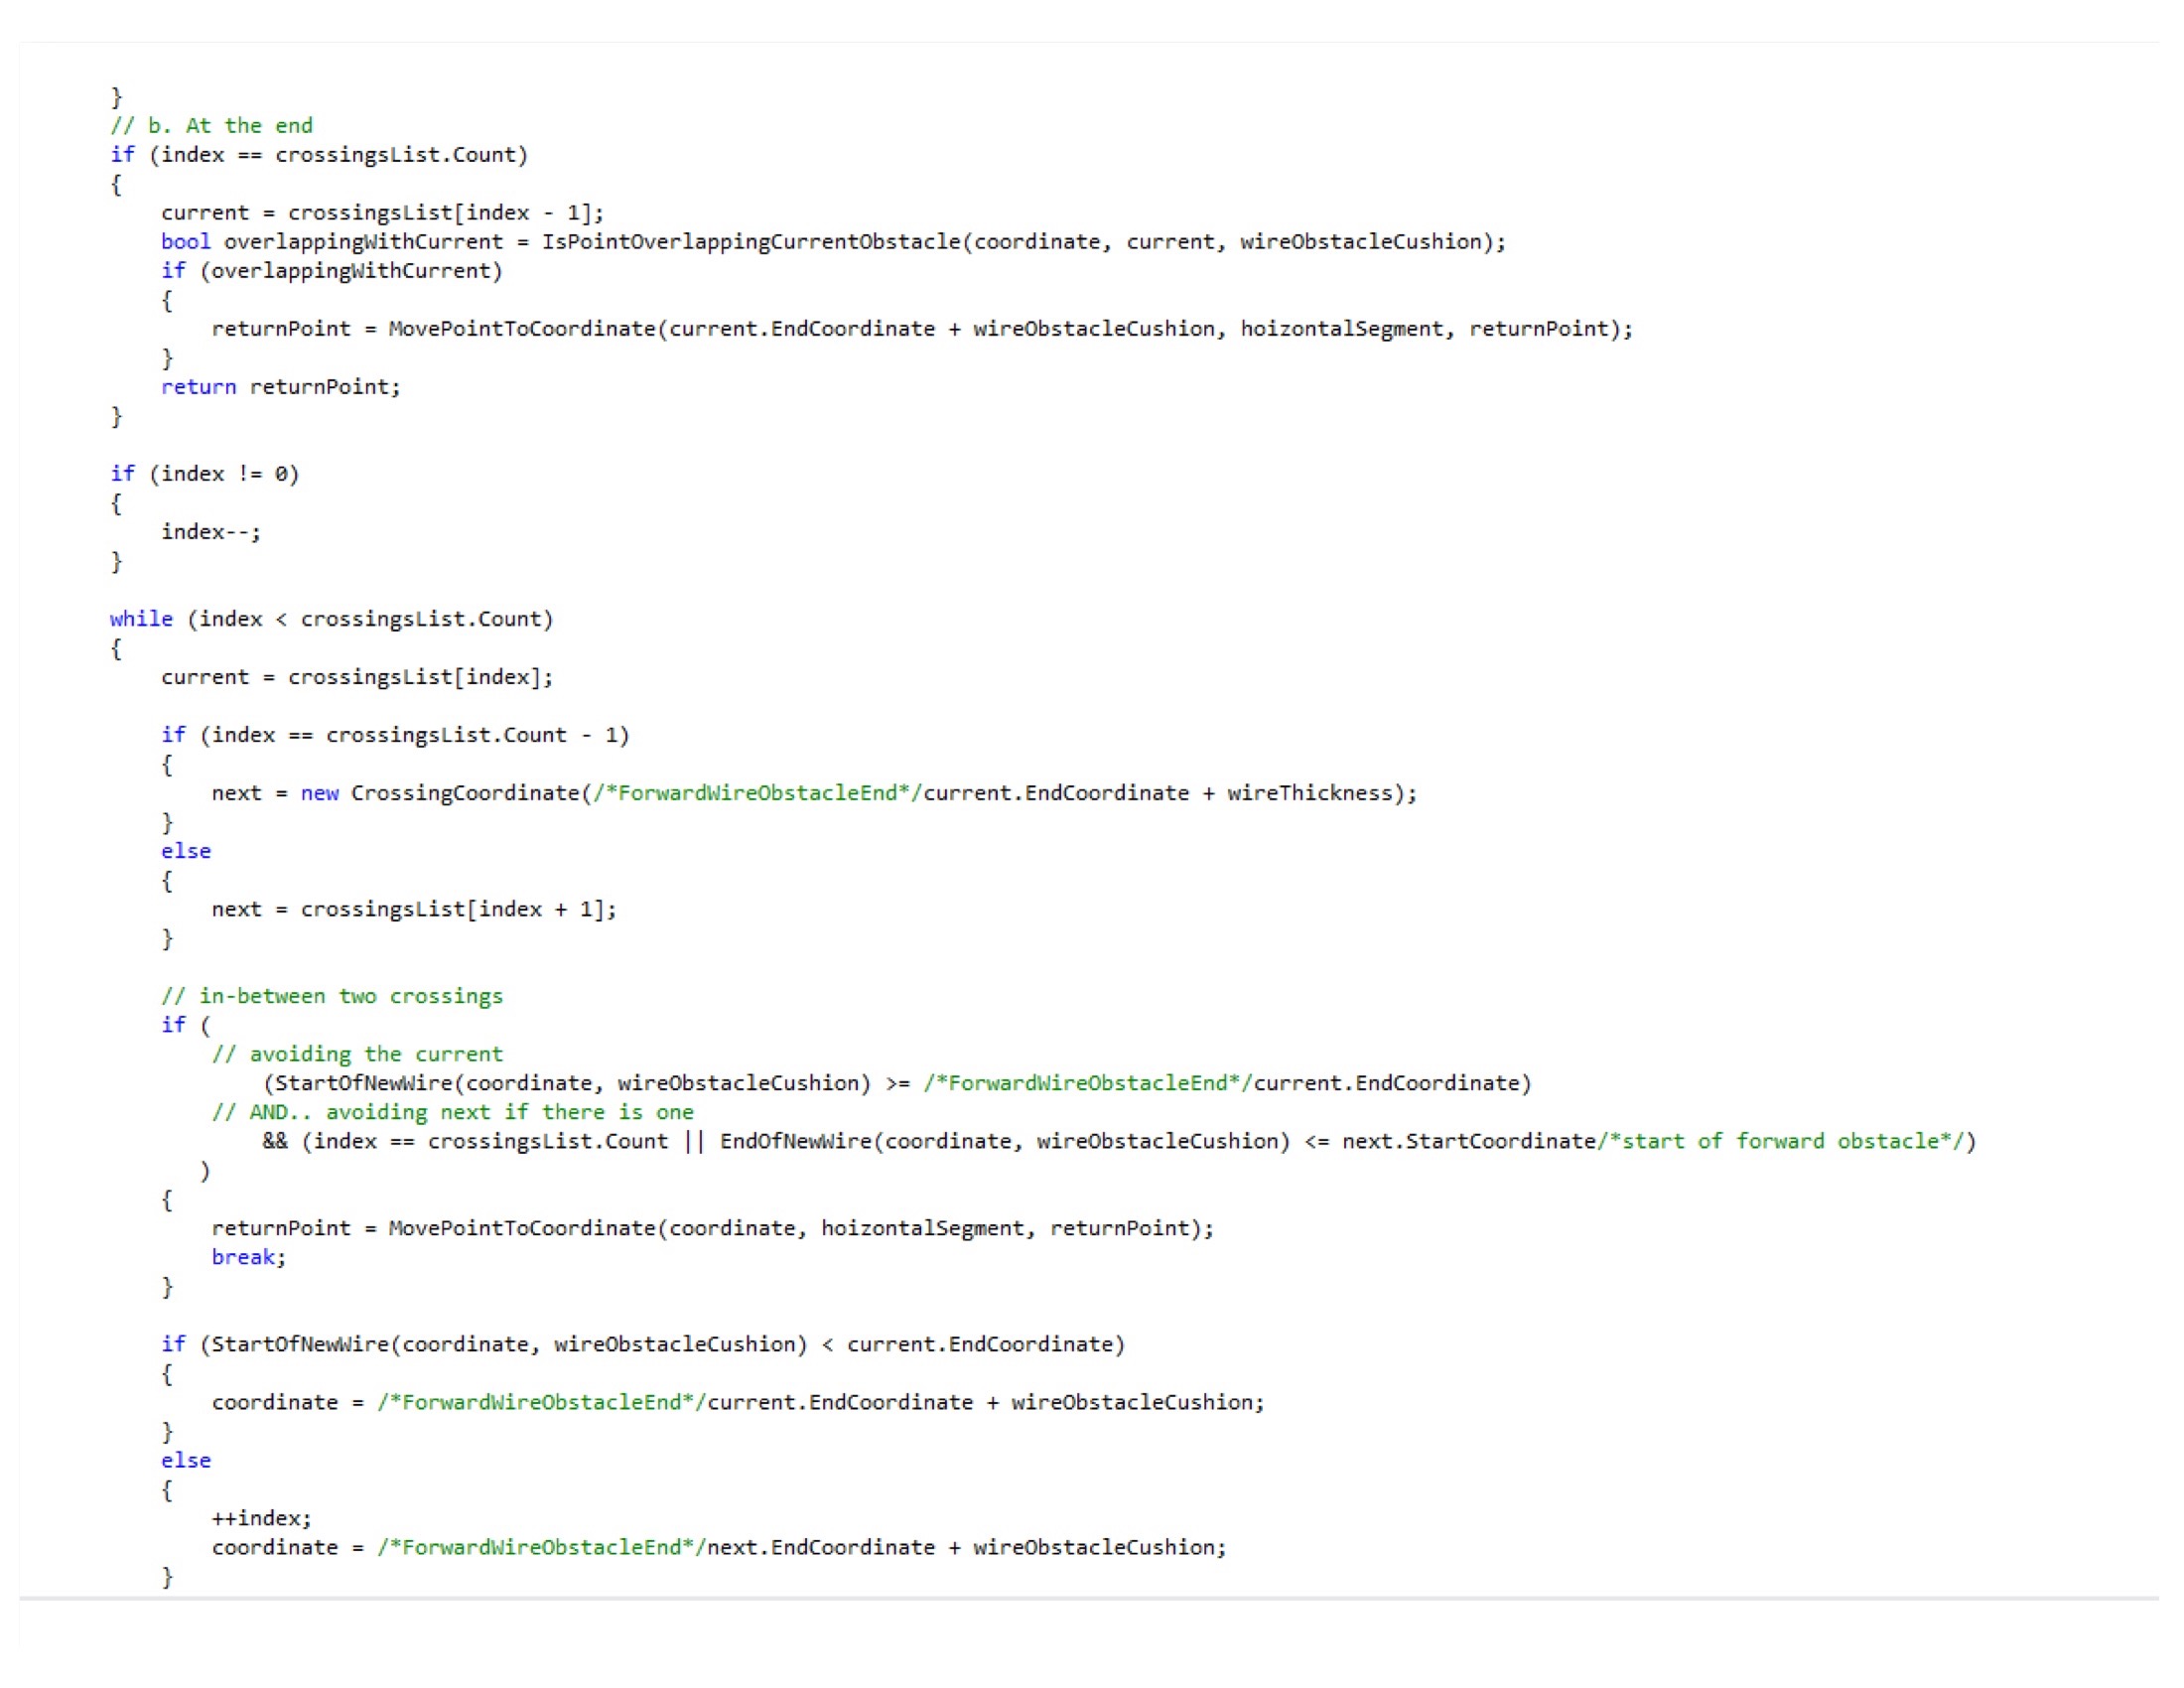 }
// b. At the end
if (index == crossingsList.Count)
{
    current = crossingsList[index - 1];
    bool overlappingWithCurrent = IsPointOverlappingCurrentObstacle(coordinate, current, wireObstacleCushion);
    if (overlappingWithCurrent)
    {
        returnPoint = MovePointToCoordinate(current.EndCoordinate + wireObstacleCushion, hoizontalSegment, returnPoint);
    }
    return returnPoint;
}

if (index != 0)
{
    index--;
}

while (index < crossingsList.Count)
{
    current = crossingsList[index];

    if (index == crossingsList.Count - 1)
    {
        next = new CrossingCoordinate(/*ForwardWireObstacleEnd*/current.EndCoordinate + wireThickness);
    }
    else
    {
        next = crossingsList[index + 1];
    }

    // in-between two crossings
    if (
        // avoiding the current
            (StartOfNewWire(coordinate, wireObstacleCushion) >= /*ForwardWireObstacleEnd*/current.EndCoordinate)
        // AND.. avoiding next if there is one
            && (index == crossingsList.Count || EndOfNewWire(coordinate, wireObstacleCushion) <= next.StartCoordinate/*start of forward obstacle*/)
       )
    {
        returnPoint = MovePointToCoordinate(coordinate, hoizontalSegment, returnPoint);
        break;
    }

    if (StartOfNewWire(coordinate, wireObstacleCushion) < current.EndCoordinate)
    {
        coordinate = /*ForwardWireObstacleEnd*/current.EndCoordinate + wireObstacleCushion;
    }
    else
    {
        ++index;
        coordinate = /*ForwardWireObstacleEnd*/next.EndCoordinate + wireObstacleCushion;
    }